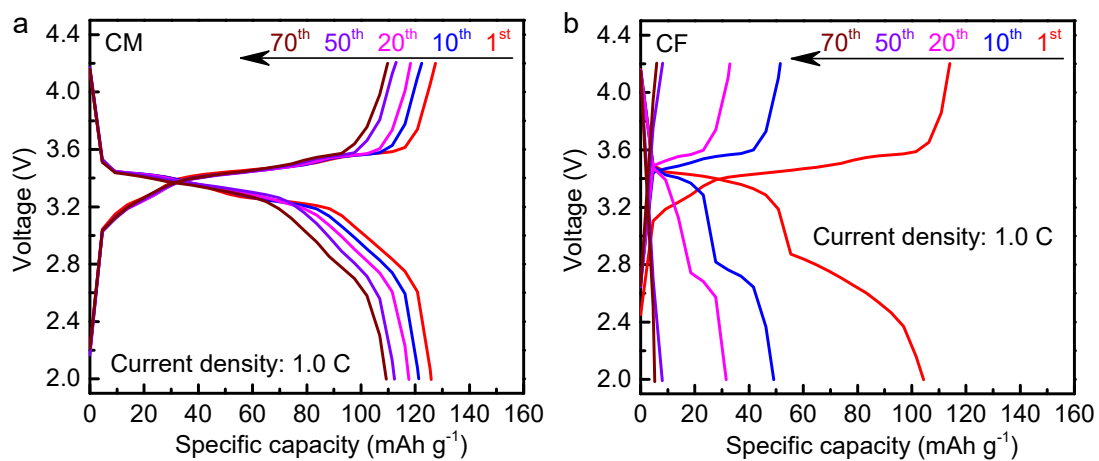 a
CM
70th 50th 20th 10th 1st
4.4
4.0
3.6
3.2
2.8
2.4
2.0
Voltage (V)
Current density: 1.0 C
0 20 40 60 80 100 120 140 160
Specific capacity (mAh g-1)
b
CF
70th 50th 20th 10th 1st
4.4
4.0
3.6
3.2
2.8
2.4
2.0
Voltage (V)
Current density: 1.0 C
0 20 40 60 80 100 120 140 160
Specific capacity (mAh g-1)